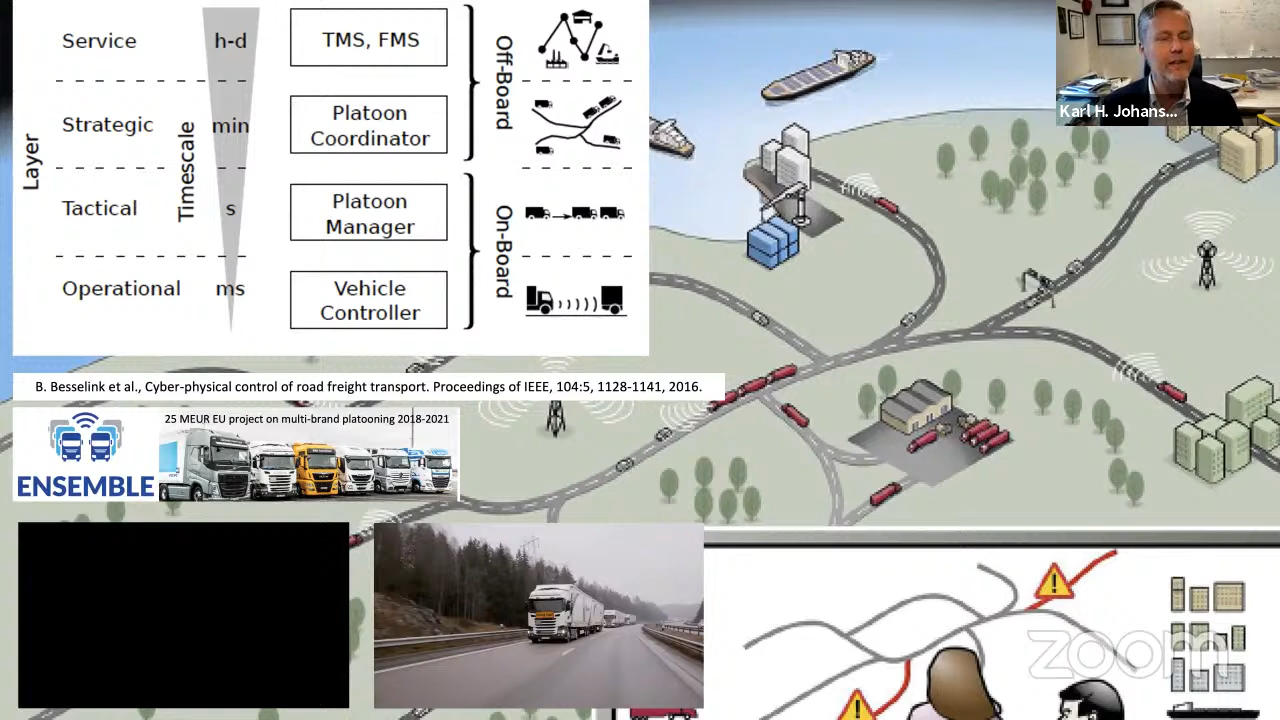 Layer
Timescale
Service
h-d
TMS, FMS
Strategic
min
Platoon
Coordinator
Tactical
s
Platoon
Manager
Operational
ms
Vehicle
Controller
Off-Board
On-Board
Karl H. Johans...
B. Besselink et al., Cyber-physical control of road freight transport. Proceedings of IEEE, 104:5, 1128-1141, 2016.
25 MEUR EU project on multi-brand platooning 2018-2021
ENSEMBLE
zoom